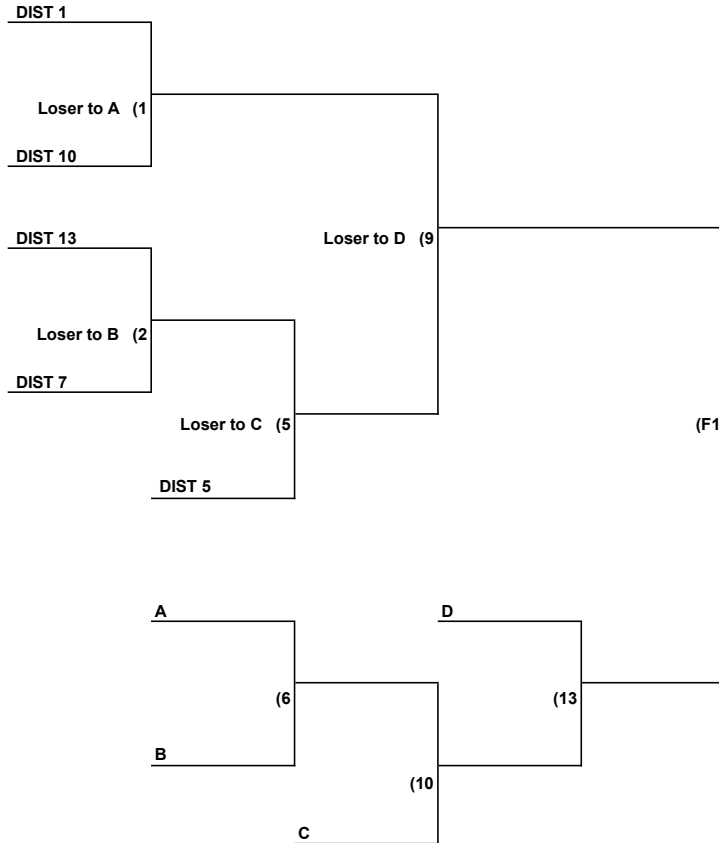 DIST 1
Loser to A (1
DIST 10
DIST 13
Loser to D (9
Loser to B (2
DIST 7
Loser to C (5
(F1
DIST 5
A
D
(6
(13
B
(10
C